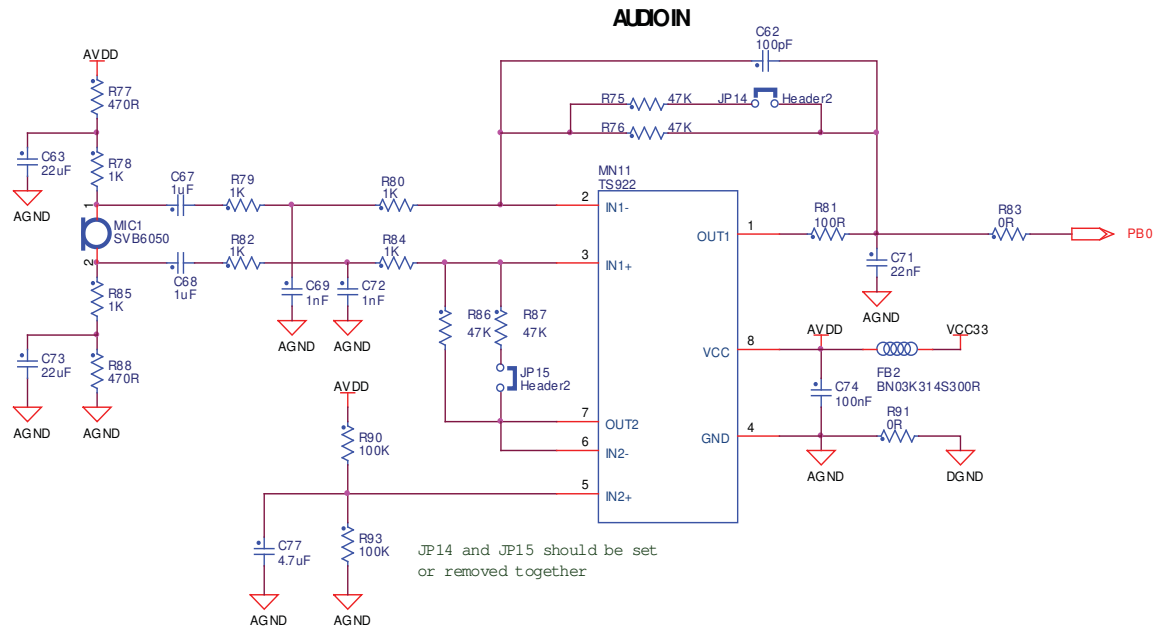 AUDIO IN
C62
100pF
AVDD
R77
470R
R75
47K
JP14
Header2
R76
47K
C63
22uF
R78
1K
AGND
C67
1uF
R79
1K
R80
1K
MN11
TS922
1
MIC1
SVB6050
2
2
IN1-
OUT1
1
R81
100R
R83
0R
PB0
C68
1uF
R82
1K
R84
1K
3
IN1+
C71
22nF
AGND
R85
1K
C69
1nF
C72
1nF
AGND
AGND
R86
47K
R87
47K
AVDD
VCC33
VCC
8
FB2
BN03K314S300R
C73
22uF
R88
470R
JP15
Header2
C74
100nF
AGND
AGND
AVDD
R90
100K
7
OUT2
6
IN2-
GND
4
R91
0R
AGND
DGND
5
IN2+
C77
4.7uF
R93
100K
JP14 and JP15 should be set
or removed together
AGND
AGND